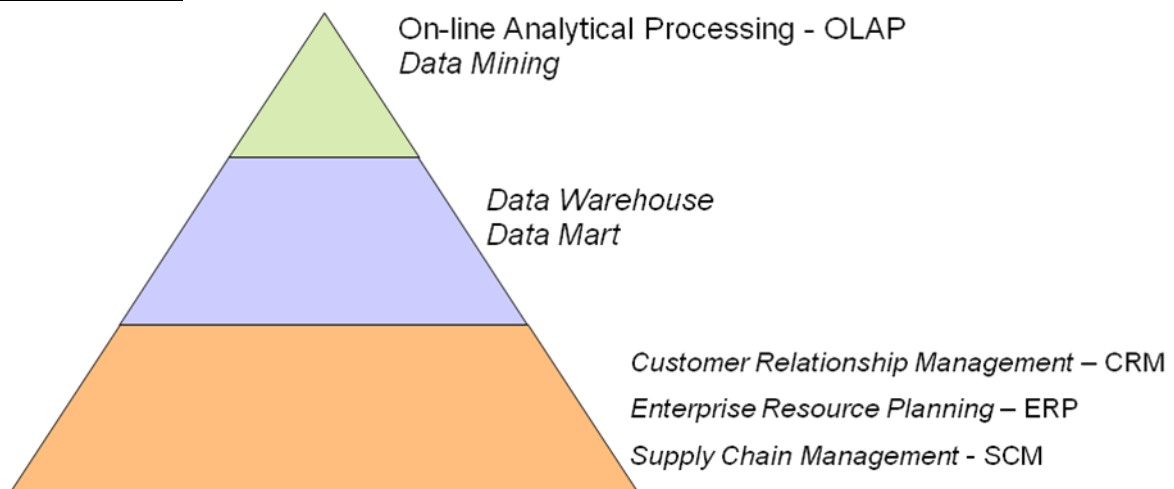 On-line Analytical Processing - OLAP
Data Mining
Data Warehouse
Data Mart
Customer Relationship Management – CRM
Enterprise Resource Planning – ERP
Supply Chain Management - SCM